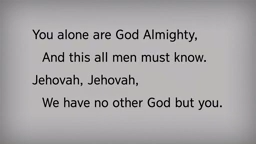 You alone are God Almighty,
And this all men must know.
Jehovah, Jehovah,
We have no other God but you.